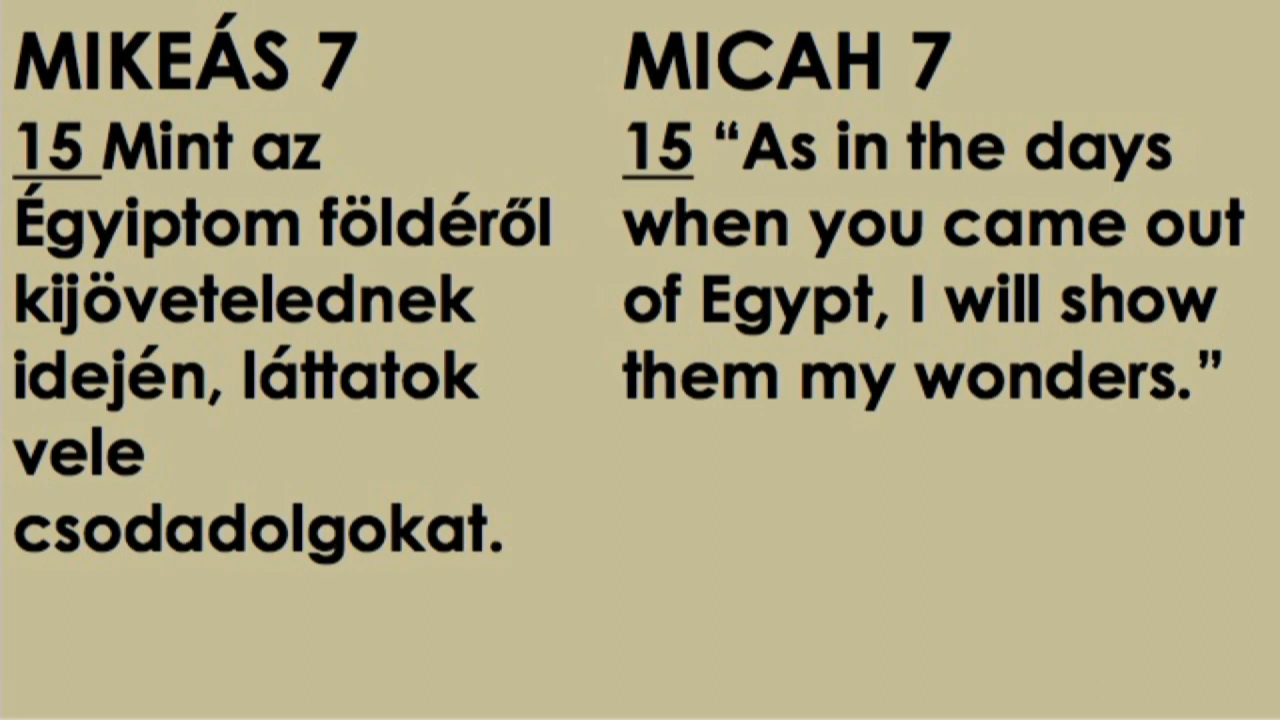 MIKEÁS 7
15 Mint az
Égyiptom földéről
kijövetelednek
idején, láttatok
vele
csodadolgokat.
MICAH 7
15 “As in the days
when you came out
of Egypt, I will show
them my wonders.”